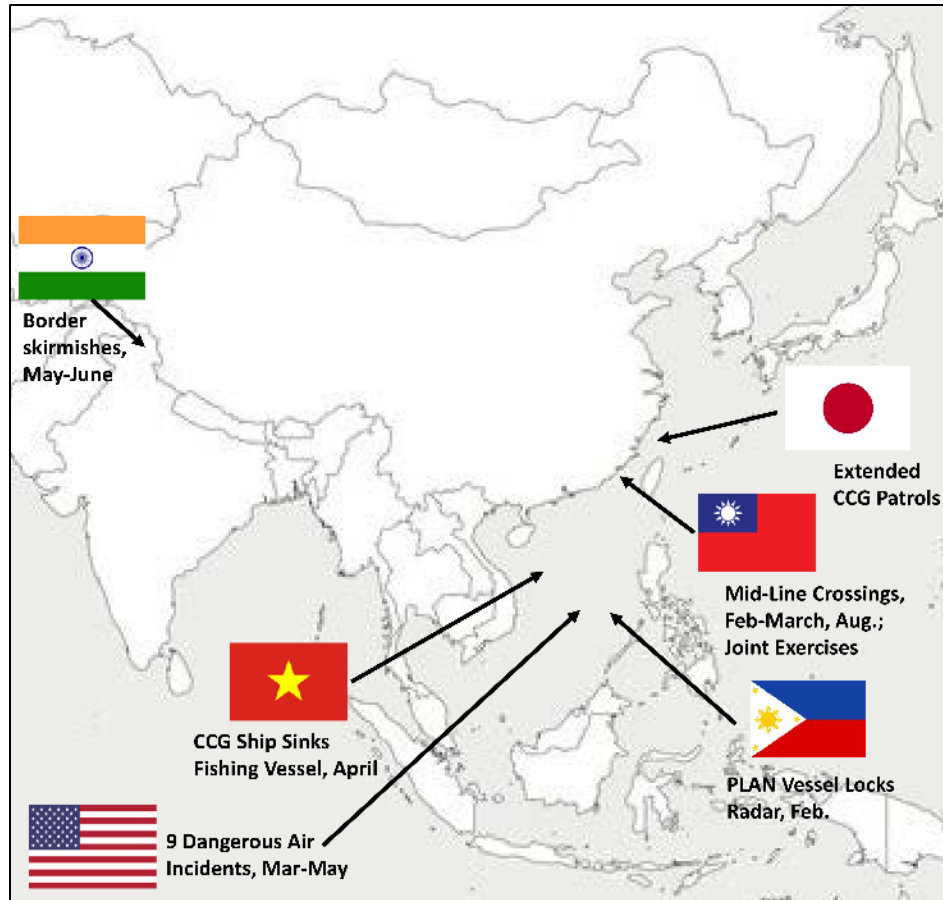 Border
skirmishes,
May-June
Extended
CCG Patrols
Mid-Line Crossings,
Feb-March, Aug.;
Joint Exercises
CCG Ship Sinks
Fishing Vessel, April
PLAN Vessel Locks
Radar, Feb.
9 Dangerous Air
Incidents, Mar-May